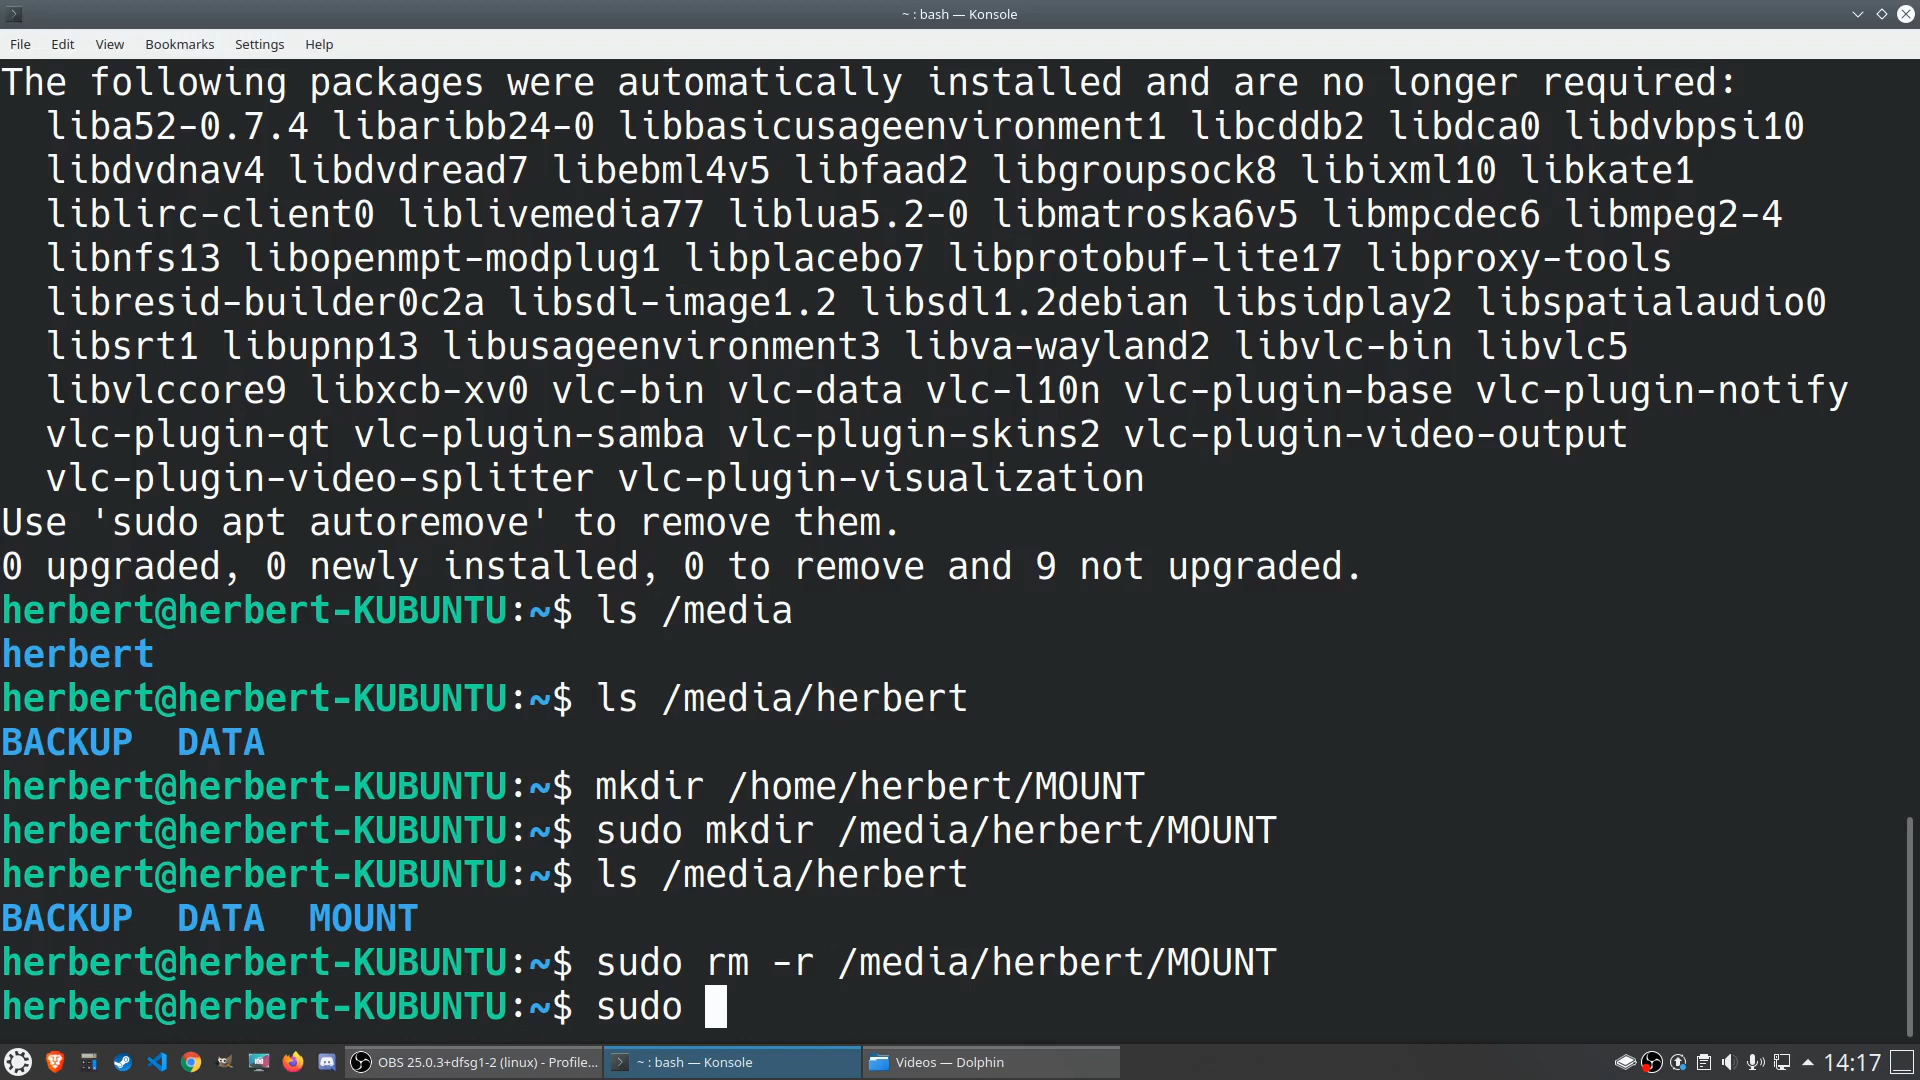 ~ : bash — Konsole
File Edit View Bookmarks Settings Help
The following packages were automatically installed and are no longer required:
liba52-0.7.4 libaribb24-0 libbasicusageenvironment1 libcddb2 libdca0 libdvbpsi10
libdvdnav4 libdvdread7 libebml4v5 libfaad2 libgroupsock8 libixml10 libkate1
liblirc-client0 liblivemedia77 liblua5.2-0 libmatroska6v5 libmpcdec6 libmpeg2-4
libnfs13 libopenmpt-modplug1 libplacebo7 libprotobuf-lite17 libproxy-tools
libresid-builder0c2a libsdl-image1.2 libsdl1.2debian libsidplay2 libspatialaudio0
libsrt1 libupnp13 libusageenvironment3 libva-wayland2 libvlc-bin libvlc5
libvlccore9 libxcb-xv0 vlc-bin vlc-data vlc-l10n vlc-plugin-base vlc-plugin-notify
vlc-plugin-qt vlc-plugin-samba vlc-plugin-skins2 vlc-plugin-video-output
vlc-plugin-video-splitter vlc-plugin-visualization
Use 'sudo apt autoremove' to remove them.
0 upgraded, 0 newly installed, 0 to remove and 9 not upgraded.
herbert@herbert-KUBUNTU:~$ ls /media
herbert
herbert@herbert-KUBUNTU:~$ ls /media/herbert
BACKUP  DATA
herbert@herbert-KUBUNTU:~$ mkdir /home/herbert/MOUNT
herbert@herbert-KUBUNTU:~$ sudo mkdir /media/herbert/MOUNT
herbert@herbert-KUBUNTU:~$ ls /media/herbert
BACKUP  DATA  MOUNT
herbert@herbert-KUBUNTU:~$ sudo rm -r /media/herbert/MOUNT
herbert@herbert-KUBUNTU:~$ sudo
OBS 25.0.3+dfsg1-2 (linux) - Profile... ~ : bash — Konsole Videos — Dolphin 14:17